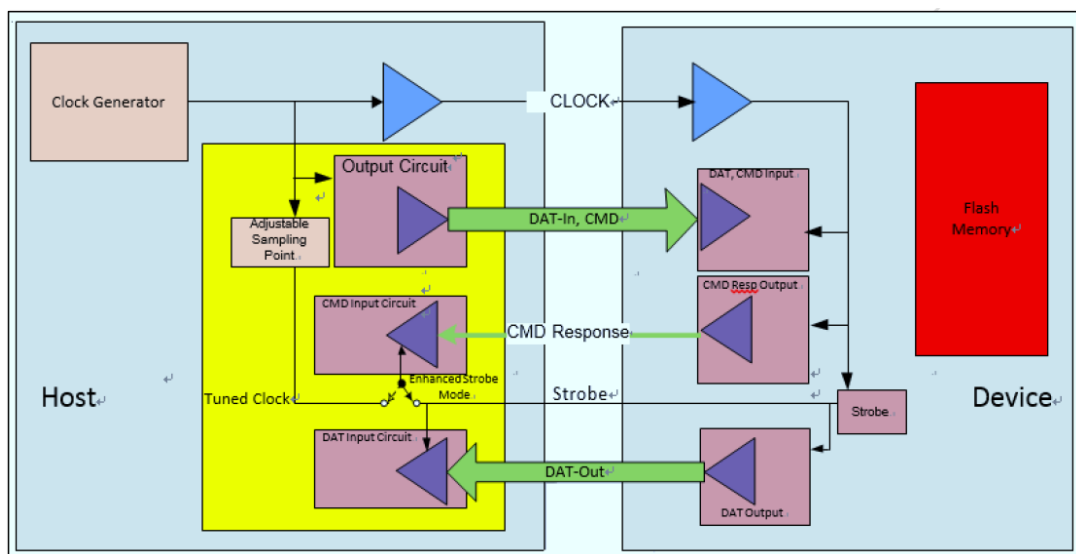 Clock Generator
CLOCK
Output Circuit
DAT, CMD Input
DAT-In, CMD
Flash
Memory
Adjustable
Sampling
Point
CMD Input Circuit
CMD Resp Output
CMD Response
Host
Enhanced Strobe
Mode
Tuned Clock
Strobe
Strobe
Device
DAT Input Circuit
DAT-Out
DAT Output